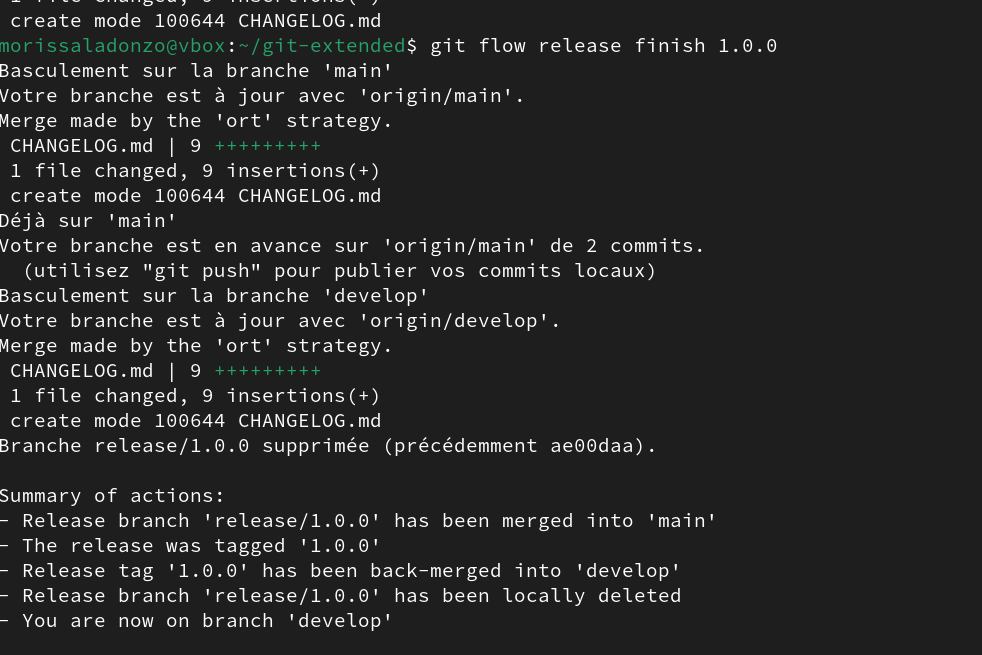 1 file changed, 9 insertions(+)
create mode 100644 CHANGELOG.md
morissaladonzo@vbox:~/git-extended$ git flow release finish 1.0.0
Basculement sur la branche 'main'
Votre branche est à jour avec 'origin/main'.
Merge made by the 'ort' strategy.
CHANGELOG.md | 9 +++++++++
1 file changed, 9 insertions(+)
create mode 100644 CHANGELOG.md
Déjà sur 'main'
Votre branche est en avance sur 'origin/main' de 2 commits.
(utilisez "git push" pour publier vos commits locaux)
Basculement sur la branche 'develop'
Votre branche est à jour avec 'origin/develop'.
Merge made by the 'ort' strategy.
CHANGELOG.md | 9 +++++++++
1 file changed, 9 insertions(+)
create mode 100644 CHANGELOG.md
Branche release/1.0.0 supprimée (précédemment ae00daa).
Summary of actions:
- Release branch 'release/1.0.0' has been merged into 'main'
- The release was tagged '1.0.0'
- Release tag '1.0.0' has been back-merged into 'develop'
- Release branch 'release/1.0.0' has been locally deleted
- You are now on branch 'develop'